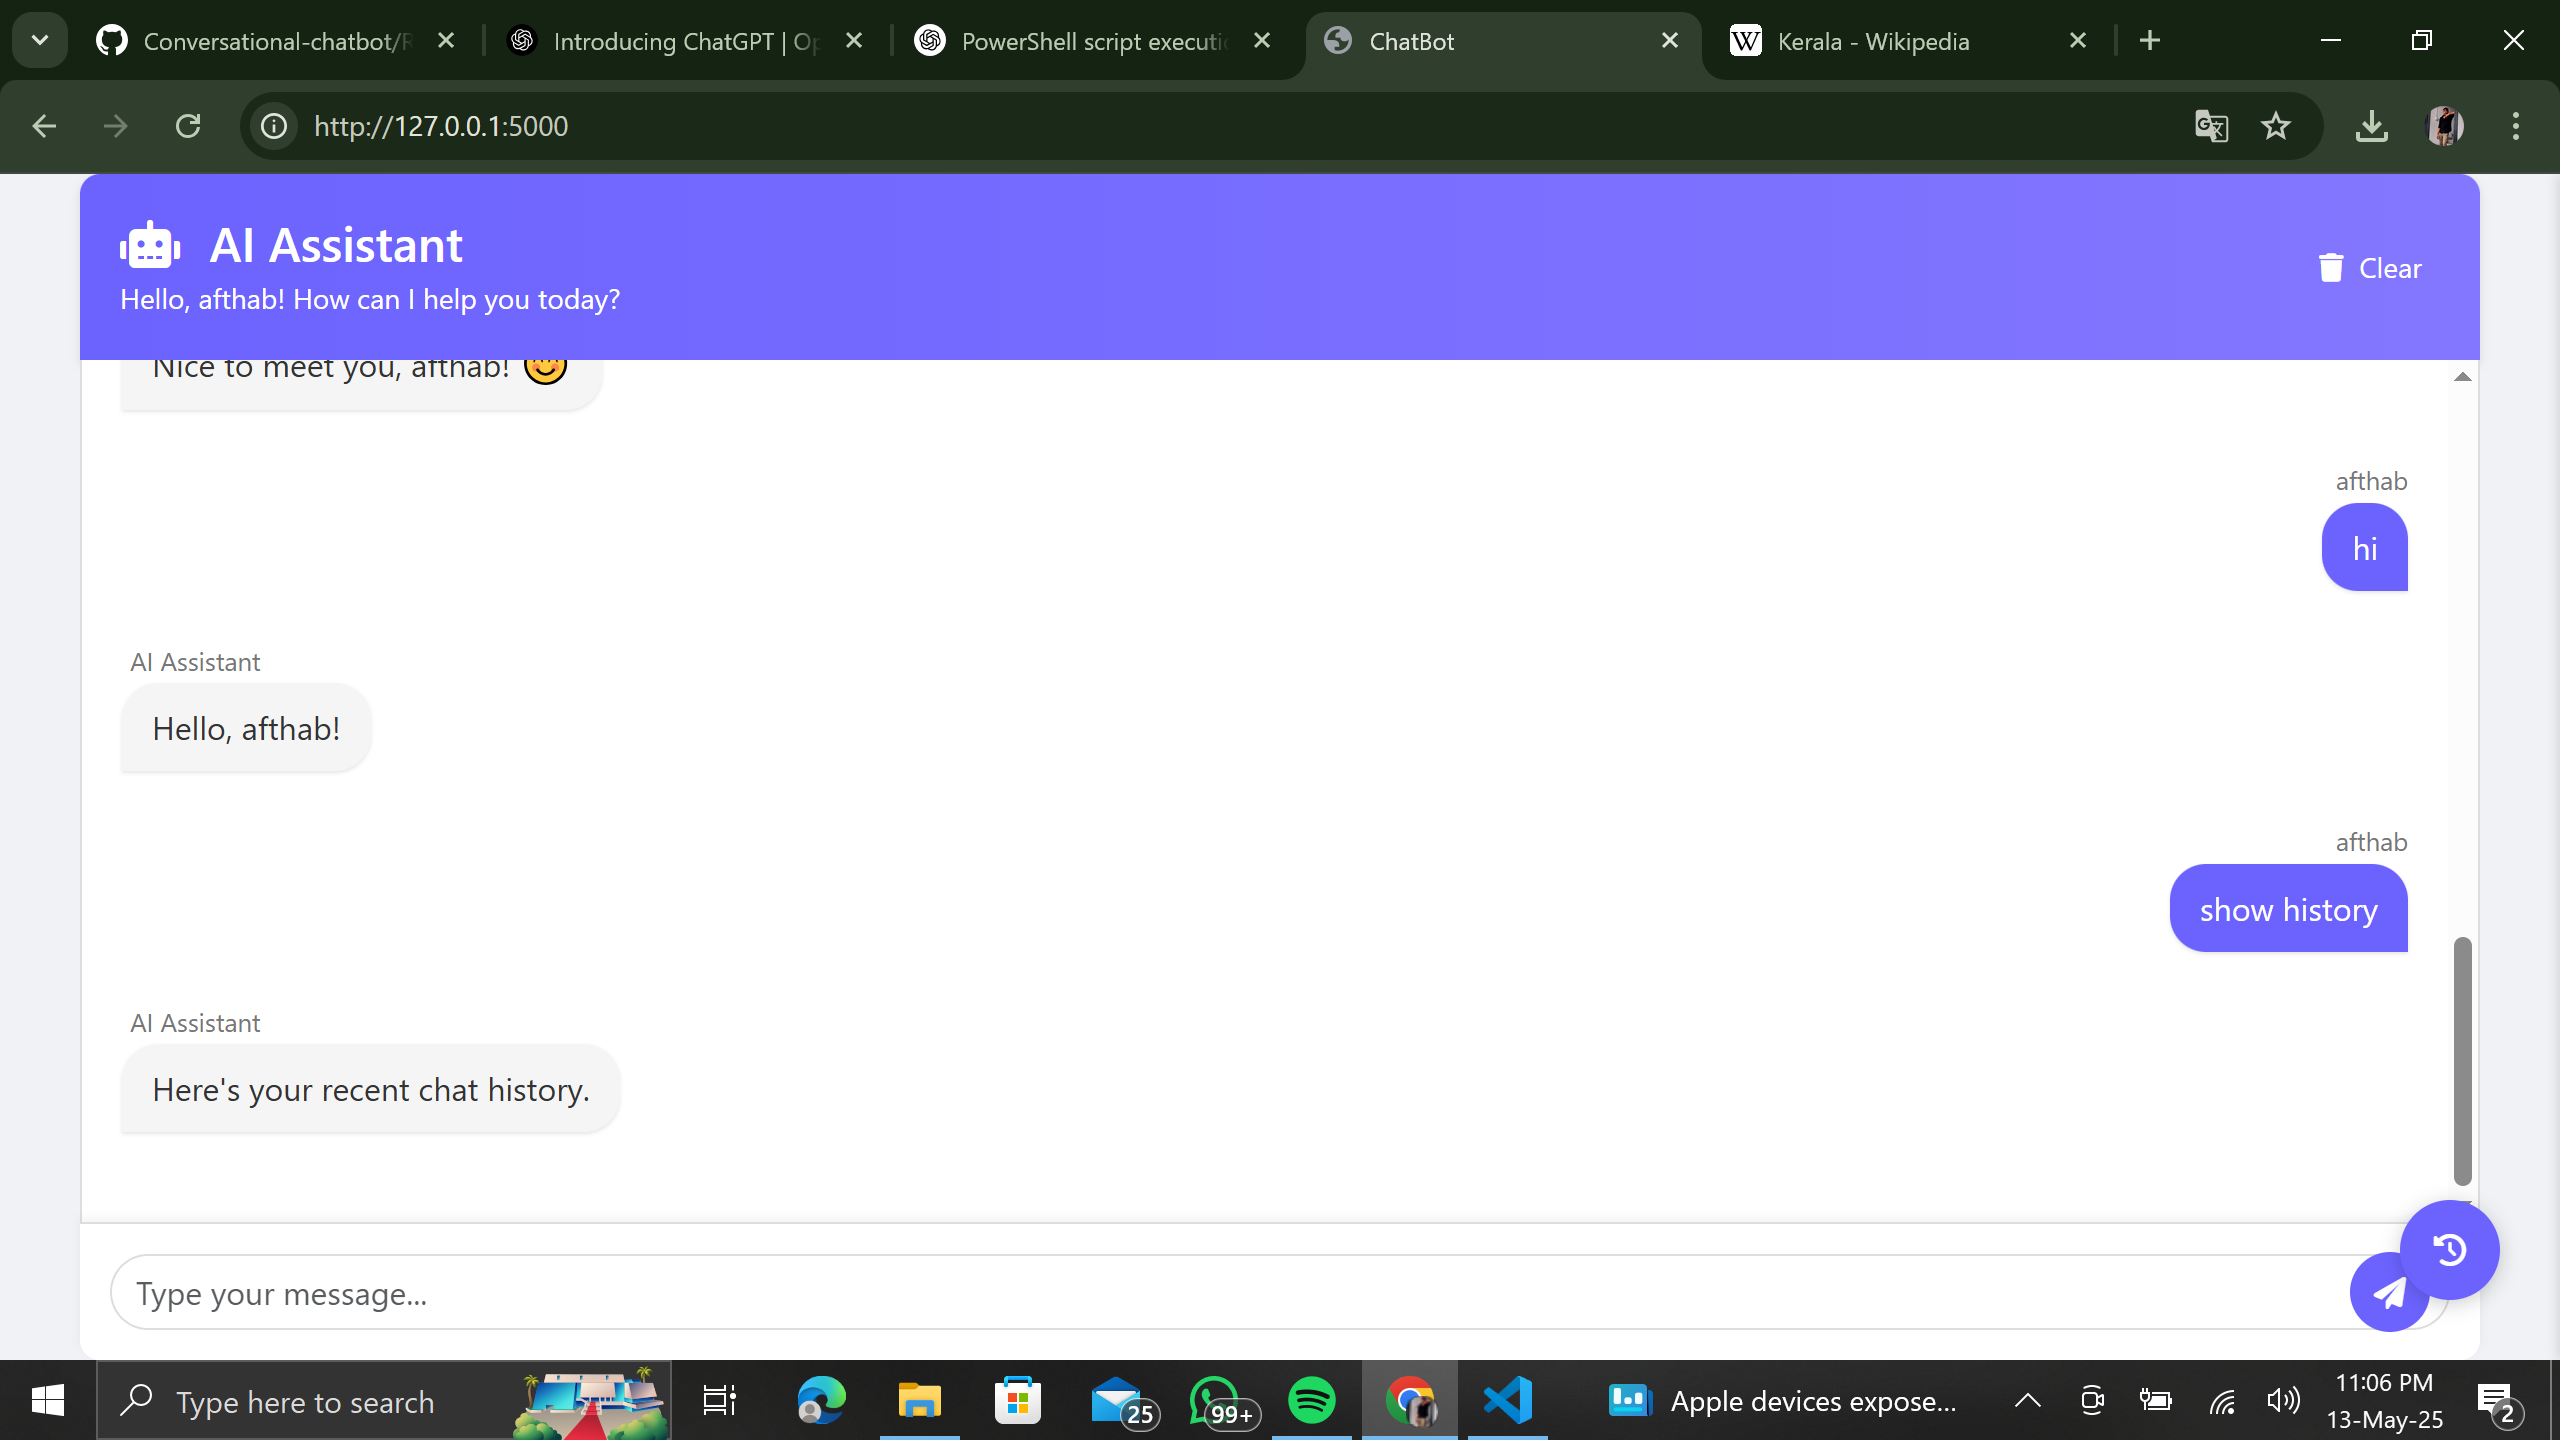 Conversational-chatbot/R
Introducing ChatGPT | Op
PowerShell script executio
ChatBot
W Kerala - Wikipedia
http://127.0.0.1:5000
AI Assistant
Hello, afthab! How can I help you today?
Clear
Nice to meet you, afthab! 😊
afthab
hi
AI Assistant
Hello, afthab!
afthab
show history
AI Assistant
Here's your recent chat history.
Type your message...
Type here to search
25
99+
Apple devices expose...
11:06 PM
13-May-25
2